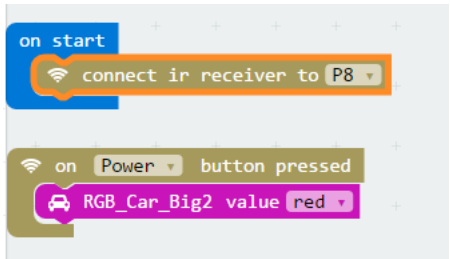 on start
connect ir receiver to P8
on Power button pressed
RGB_Car_Big2 value red